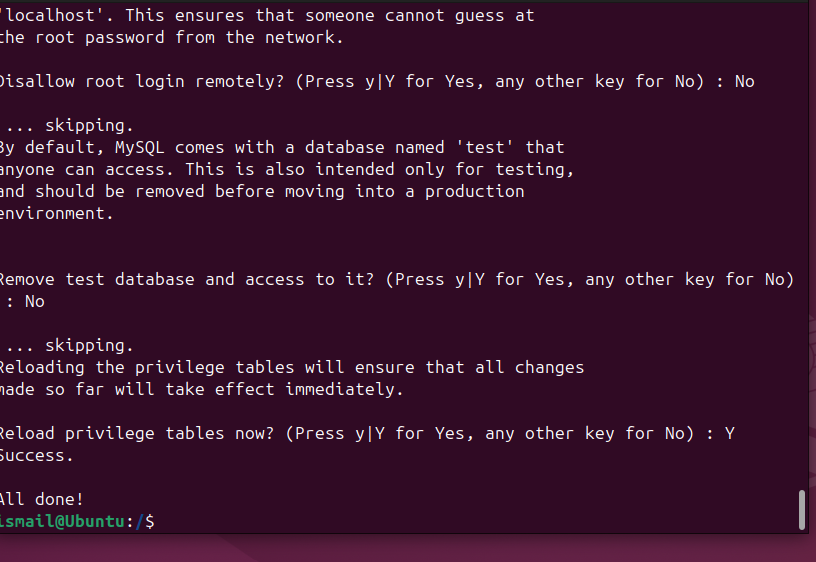 'localhost'. This ensures that someone cannot guess at
the root password from the network.
Disallow root login remotely? (Press y|Y for Yes, any other key for No) : No
... skipping.
By default, MySQL comes with a database named 'test' that
anyone can access. This is also intended only for testing,
and should be removed before moving into a production
environment.
Remove test database and access to it? (Press y|Y for Yes, any other key for No)
: No
... skipping.
Reloading the privilege tables will ensure that all changes
made so far will take effect immediately.
Reload privilege tables now? (Press y|Y for Yes, any other key for No) : Y
Success.
All done!
ismail@Ubuntu:/$